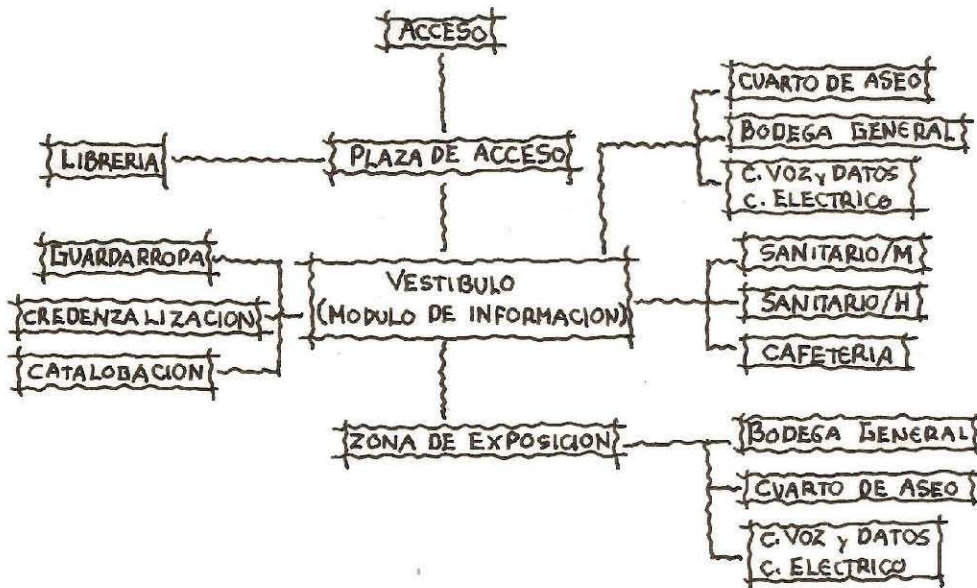 ACCESO
LIBRERIA
PLAZA DE ACCESO
CUARTO DE ASEO
BODEGA GENERAL
C. VOZ y DATOS
C. ELECTRICO
GUARDARROPA
CREDENZALIZACION
CATALOBACION
VESTIBULO
(MODULO DE INFORMACION)
SANITARIO/M
SANITARIO/H
CAFETERIA
ZONA DE EXPOSICION
BODEGA GENERAL
CUARTO DE ASEO
C. VOZ y DATOS
C. ELECTRICO